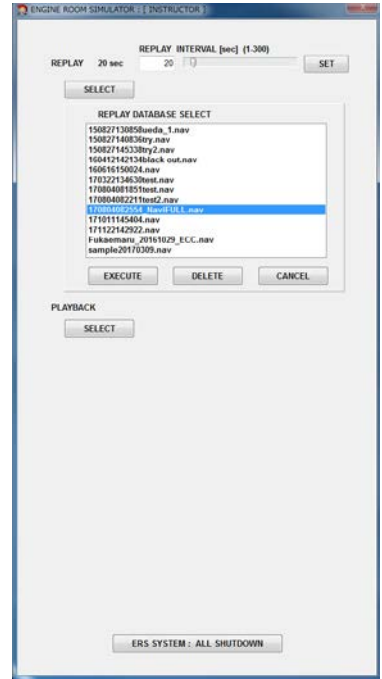 ENGINE ROOM SIMULATOR : [ INSTRUCTOR ]
REPLAY INTERVAL [sec] (1-300)
REPLAY 20 sec 20 SET
SELECT
REPLAY DATABASE SELECT
150827130858ueda_1.nav
150827140836try.nav
150827145338try2.nav
160412142134black out.nav
160616150024.nav
170322134630test.nav
170804081851test.nav
170804082211test2.nav
170804082554_NaviFULL.nav
171011145404.nav
171122142922.nav
Fukaemaru_20161029_ECC.nav
sample20170309.nav
EXECUTE DELETE CANCEL
PLAYBACK
SELECT
ERS SYSTEM : ALL SHUTDOWN